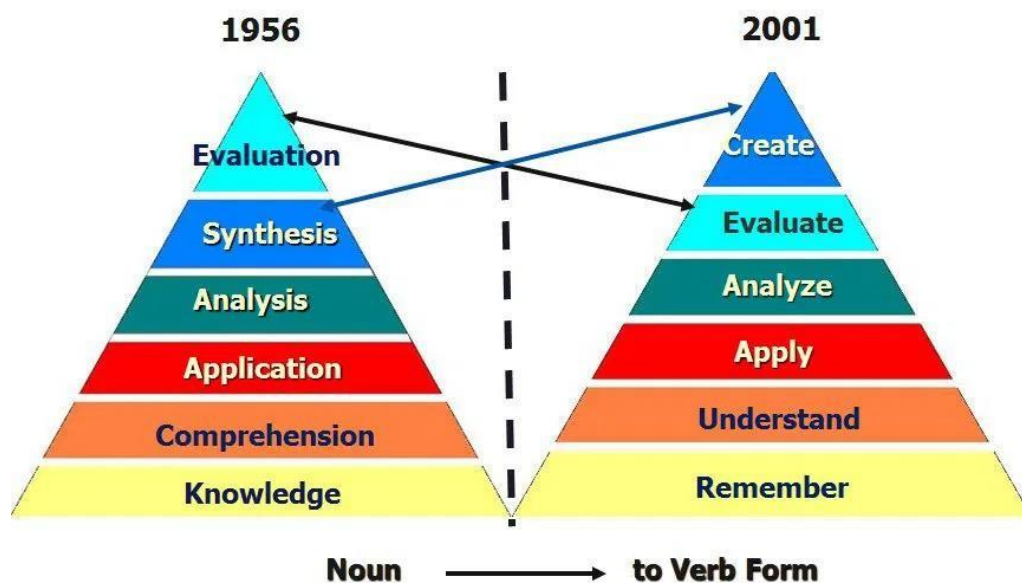 1956
Evaluation
Synthesis
Analysis
Application
Comprehension
Knowledge
2001
Create
Evaluate
Analyze
Apply
Understand
Remember
Noun to Verb Form